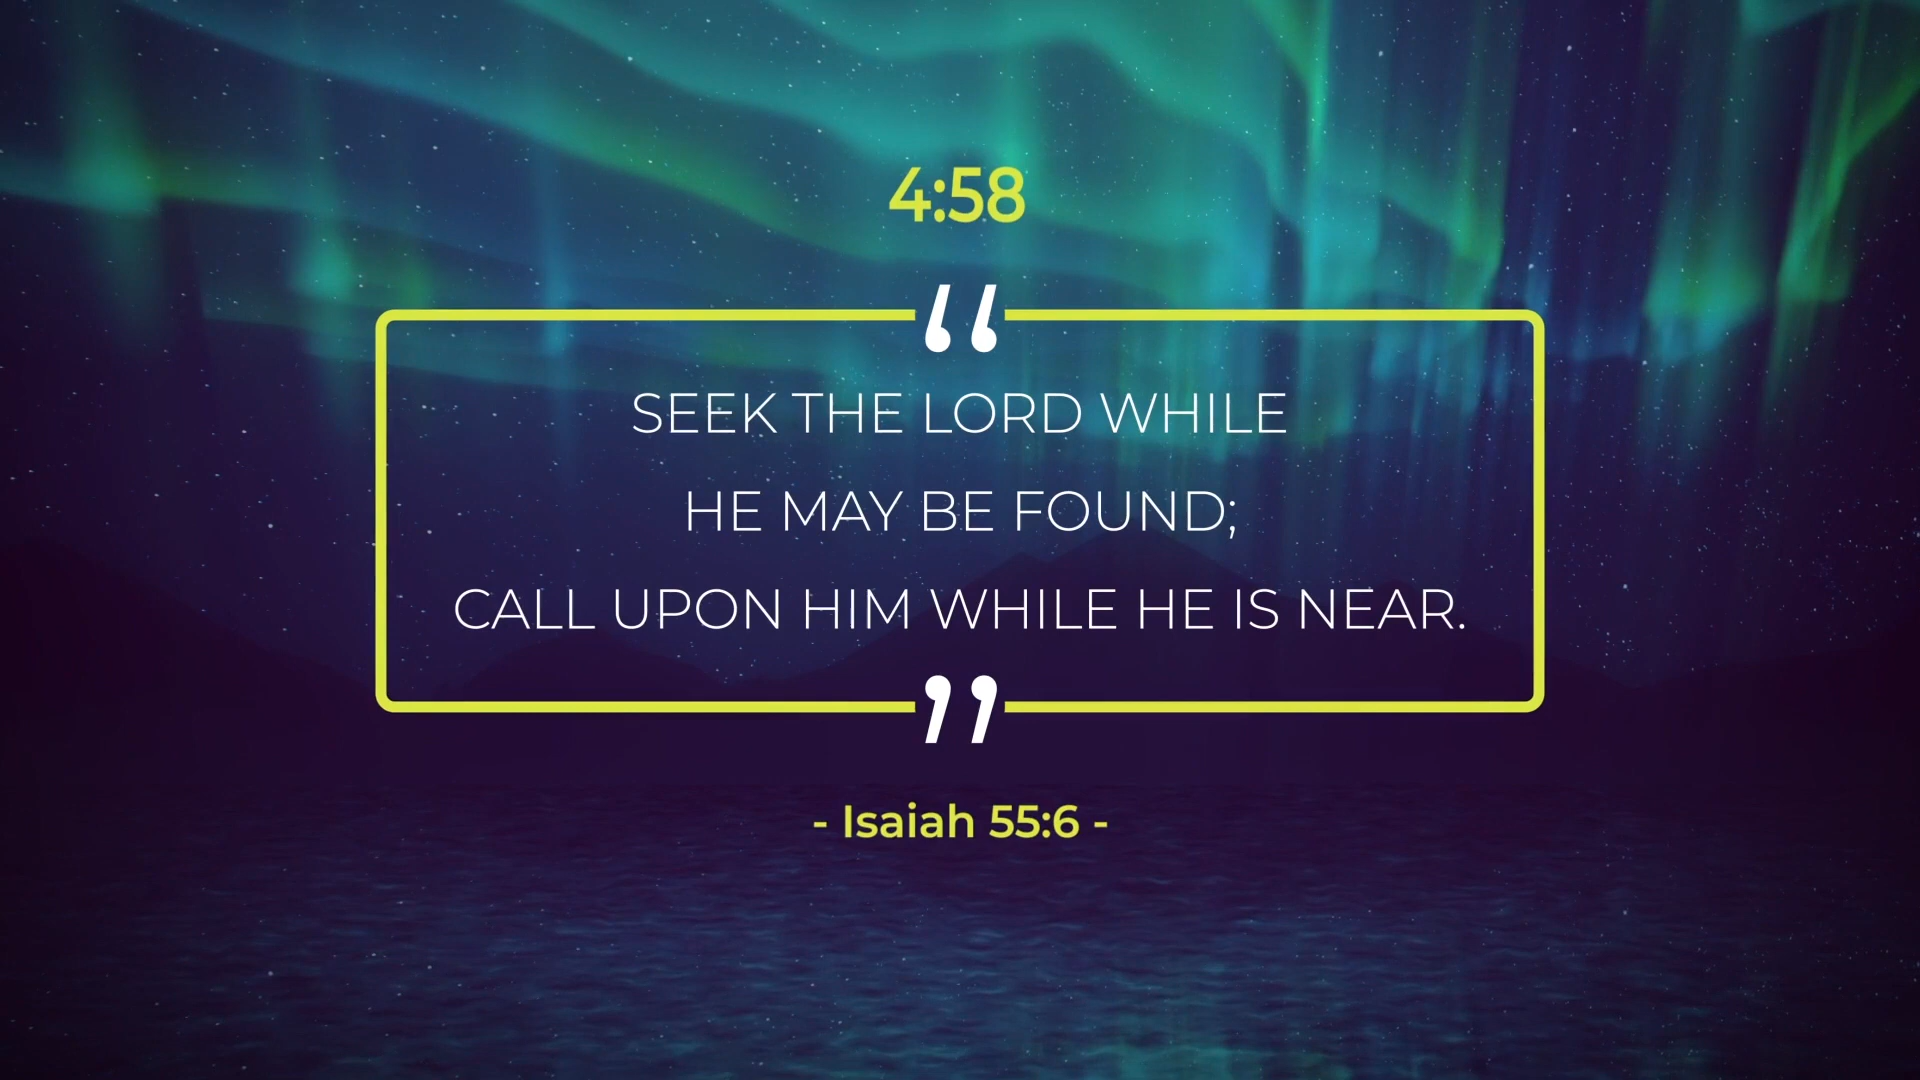 4:58
“
SEEK THE LORD WHILE
HE MAY BE FOUND;
CALL UPON HIM WHILE HE IS NEAR.
”
- Isaiah 55:6 -